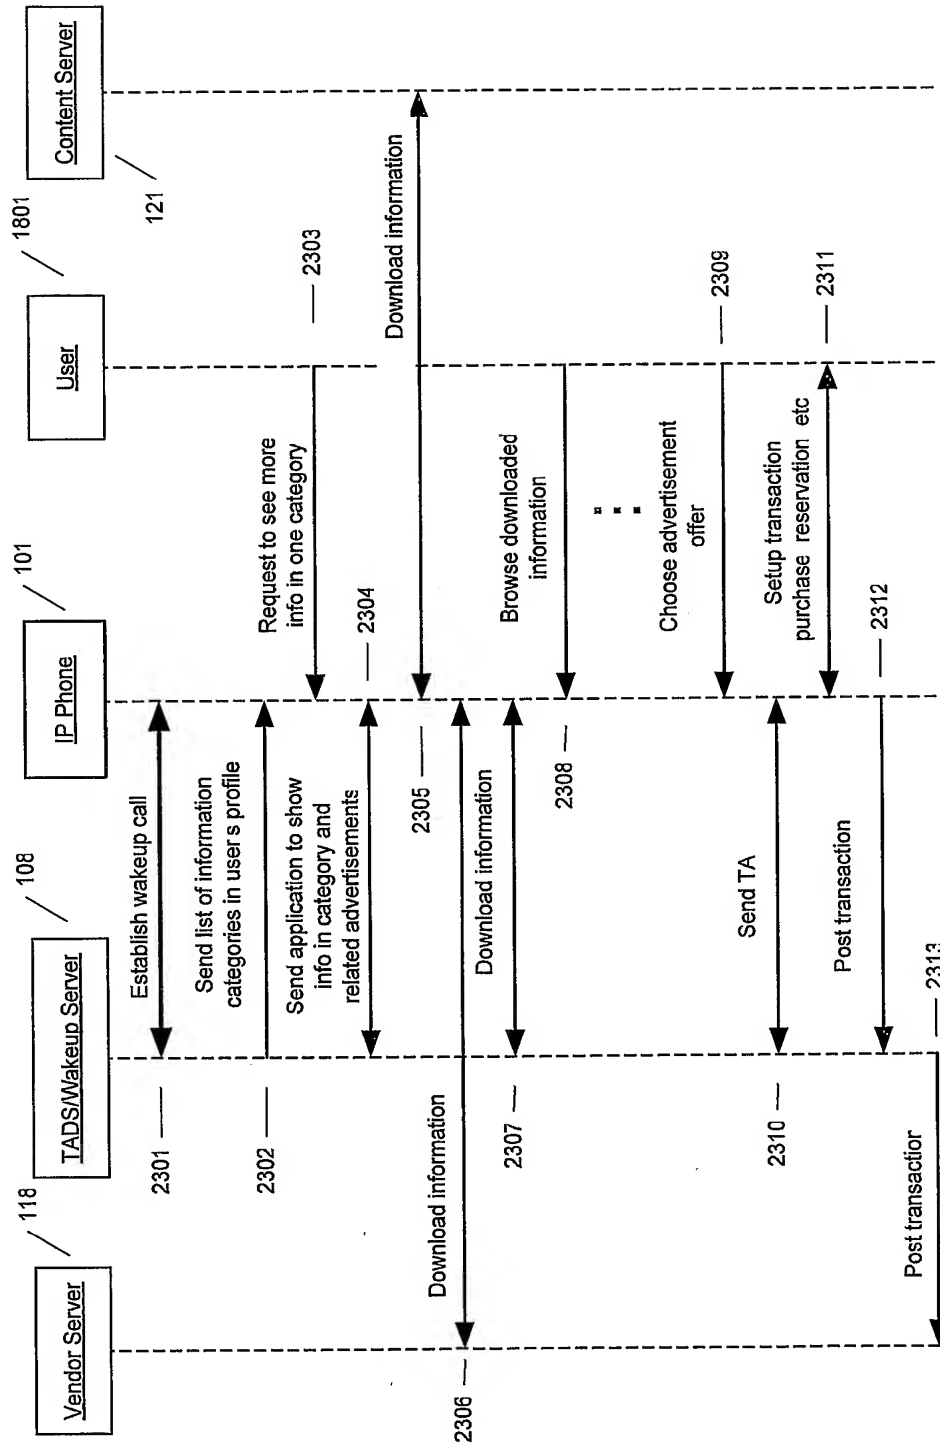 Vendor Server
118
TADS/Wakeup Server
108
IP Phone
101
User
1801
Content Server
121
Establish wakeup call
2301
Send list of information
categories in user s profile
2302
Request to see more
info in one category
2303
Send application to show
info in category and
related advertisements
2304
Download information
2305
Download information
2306
Download information
2307
Browse downloaded
information
2308
Choose advertisement
offer
2309
Send TA
2310
Setup transaction
purchase reservation etc
2311
Post transaction
2312
Post transaction
2313